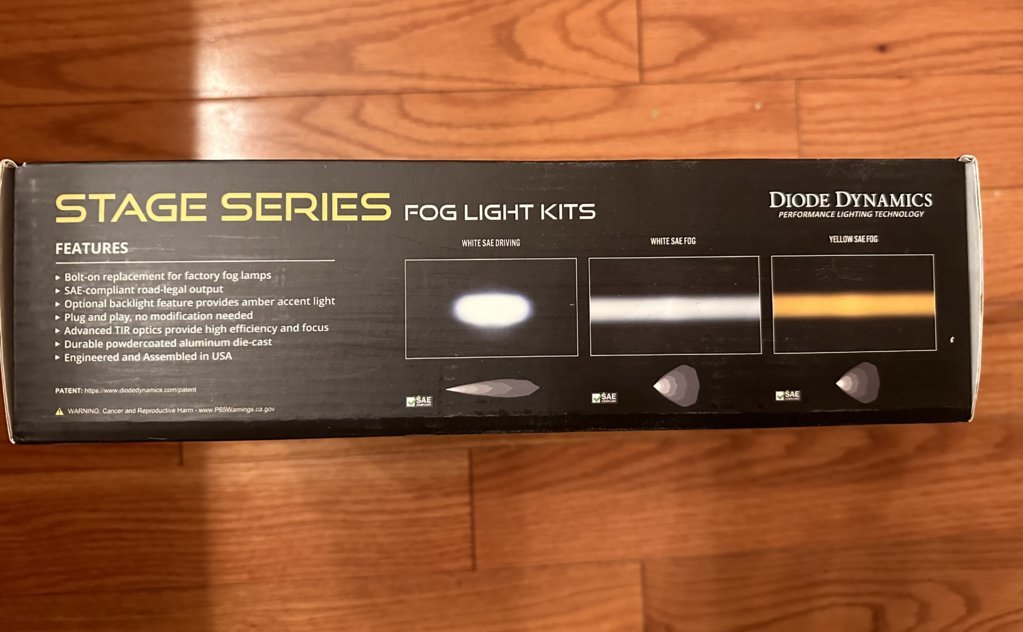 STAGE SERIES FOG LIGHT KITS
DIODE DYNAMICS
PERFORMANCE LIGHTING TECHNOLOGY
FEATURES
▸ Bolt-on replacement for factory fog lamps
▸ SAE-compliant road-legal output
▸ Optional backlight feature provides amber accent light
▸ Plug and play, no modification needed
▸ Advanced TIR optics provide high efficiency and focus
▸ Durable powdercoated aluminum die-cast
▸ Engineered and Assembled in USA
PATENT: https://www.diodedynamics.com/patent
WARNING: Cancer and Reproductive Harm - www.P65Warnings.ca.gov
WHITE SAE DRIVING
SAE
WHITE SAE FOG
SAE
YELLOW SAE FOG
SAE